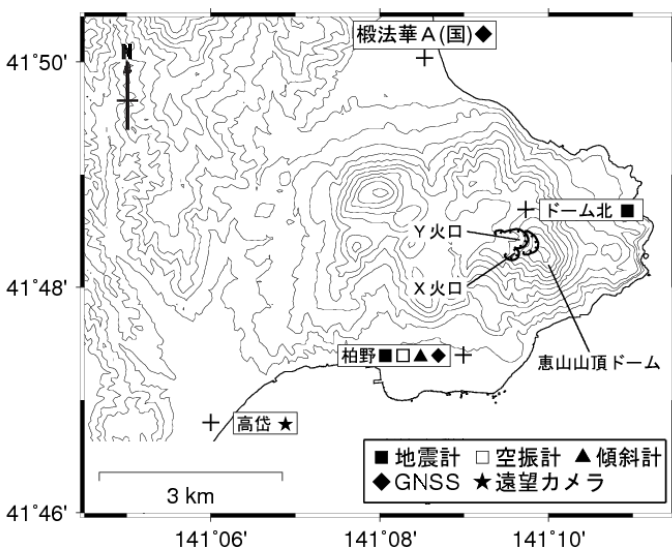 椴法華A(国)◆
41°50'
N
ドーム北 ■
Y 火口
X 火口
41°48'
柏野■□▲◆
恵山山頂ドーム
高岱 ★
■ 地震計 □ 空振計 ▲ 傾斜計
◆ GNSS ★ 遠望カメラ
3 km
41°46'
141°06' 141°08' 141°10'